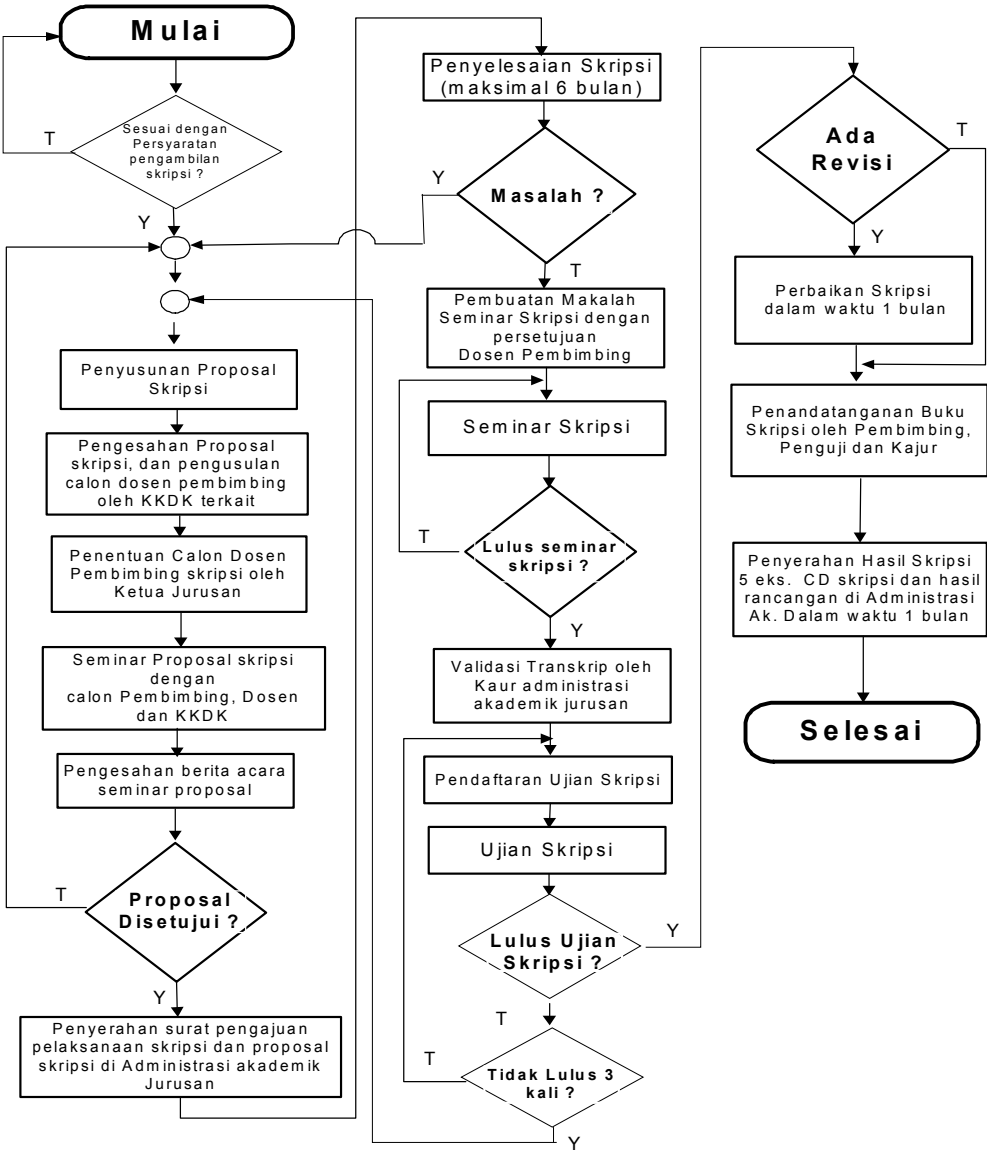 Mulai
Sesuai dengan
Persyaratan
pengambilan
skripsi ?
T
Y
Penyusunan Proposal
Skripsi
Pengesahan Proposal
skripsi, dan pengusulan
calon dosen pembimbing
oleh KKDK terkait
Penentuan Calon Dosen
Pembimbing skripsi oleh
Ketua Jurusan
Seminar Proposal skripsi
dengan
calon Pembimbing, Dosen
dan KKDK
Pengesahan berita acara
seminar proposal
T
Proposal
Disetujui ?
Y
Penyerahan surat pengajuan
pelaksanaan skripsi dan proposal
skripsi di Administrasi akademik
Jurusan
Penyelesaian Skripsi
(maksimal 6 bulan)
Y
Masalah ?
T
Pembuatan Makalah
Seminar Skripsi dengan
persetujuan
Dosen Pembimbing
Seminar Skripsi
T
Lulus seminar
skripsi ?
Y
Validasi Transkrip oleh
Kaur administrasi
akademik jurusan
Pendaftaran Ujian Skripsi
Ujian Skripsi
Lulus Ujian
Skripsi ?
Y
T
T
Tidak Lulus 3
kali ?
Y
Ada
Revisi
T
Y
Perbaikan Skripsi
dalam waktu 1 bulan
Penandatanganan Buku
Skripsi oleh Pembimbing,
Penguji dan Kajur
Penyerahan Hasil Skripsi
5 eks. CD skripsi dan hasil
rancangan di Administrasi
Ak. Dalam waktu 1 bulan
Selesai